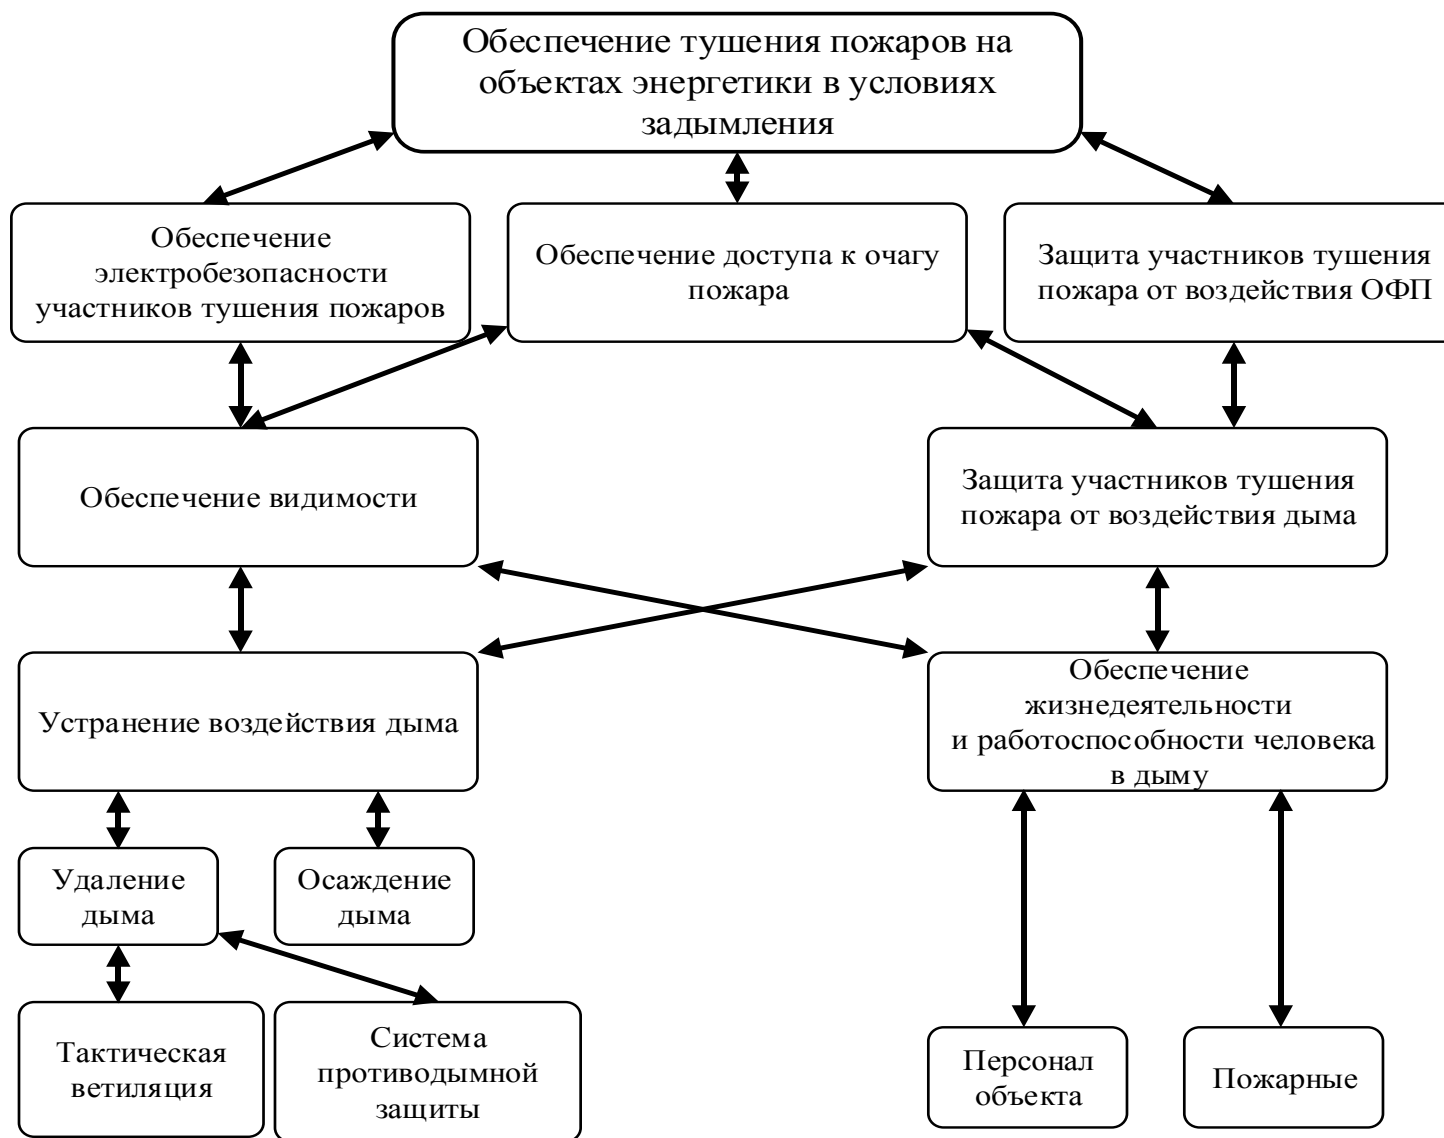 Обеспечение тушения пожаров на
объектах энергетики в условиях
задымления
Обеспечение
электробезопасности
участников тушения пожаров
Обеспечение доступа к очагу
пожара
Защита участников тушения
пожара от воздействия ОФП
Обеспечение видимости
Защита участников тушения
пожара от воздействия дыма
Устранение воздействия дыма
Обеспечение
жизнедеятельности
и работоспособности человека
в дыму
Удаление
дыма
Осаждение
дыма
Тактическая
ветиляция
Система
противодымной
защиты
Персонал
объекта
Пожарные